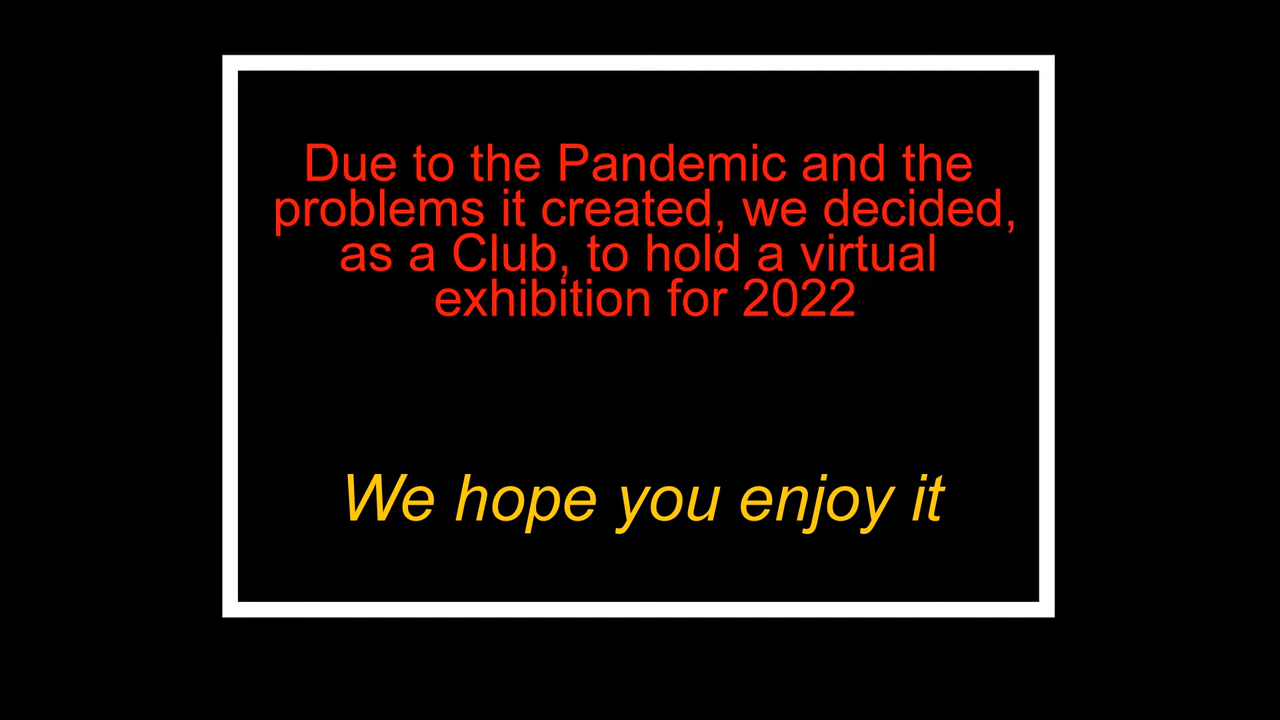 Due to the Pandemic and the
problems it created, we decided,
as a Club, to hold a virtual
exhibition for 2022
We hope you enjoy it